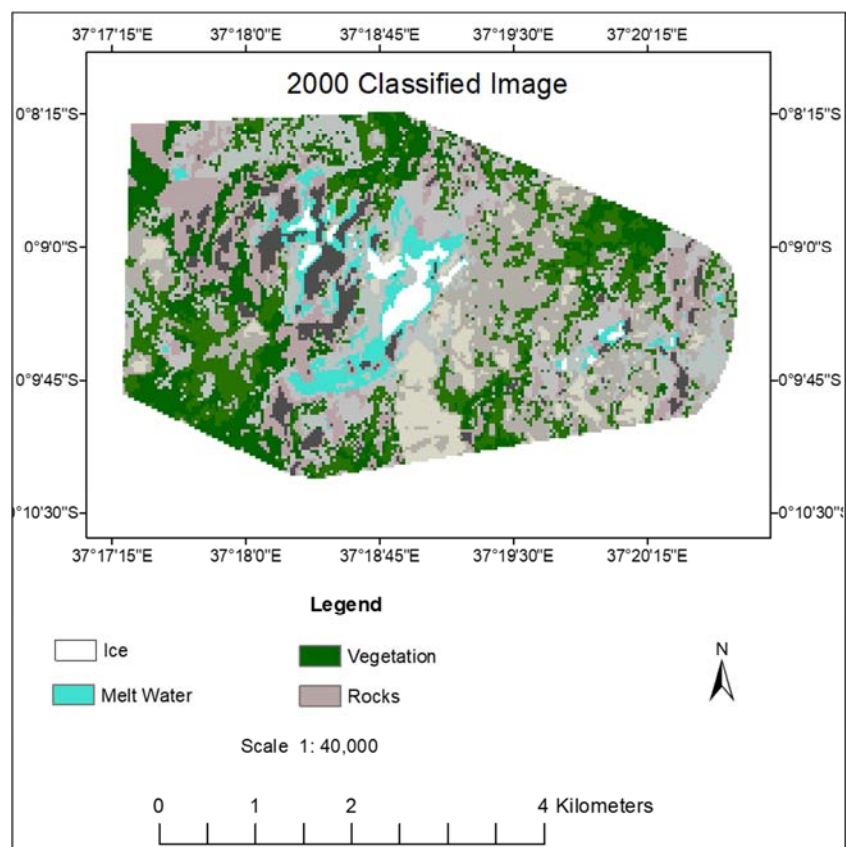 37°17'15"E 37°18'0"E 37°18'45"E 37°19'30"E 37°20'15"E
2000 Classified Image
0°8'15"S 0°8'15"S
0°9'0"S 0°9'0"S
0°9'45"S 0°9'45"S
0°10'30"S 0°10'30"S
37°17'15"E 37°18'0"E 37°18'45"E 37°19'30"E 37°20'15"E
Legend
Ice Vegetation
Melt Water Rocks
N
Scale 1: 40,000
0 1 2 4 Kilometers